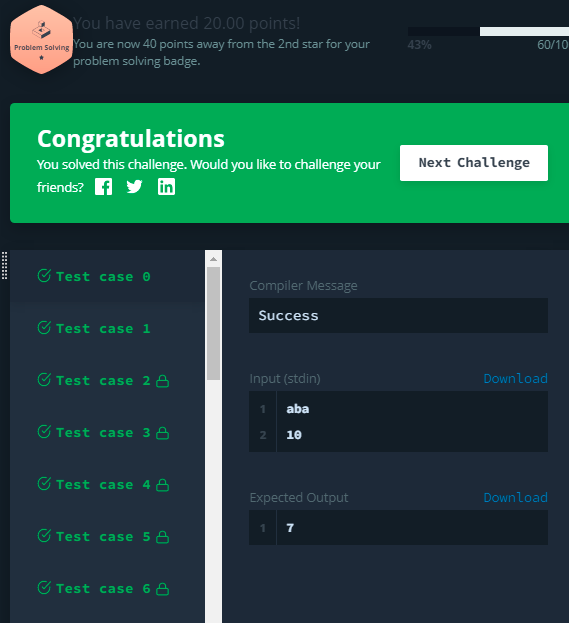 You have earned 20.00 points!
Problem Solving
You are now 40 points away from the 2nd star for your
problem solving badge.
43%
60/10
Congratulations
You solved this challenge. Would you like to challenge your
friends?
Next Challenge
Test case 0
Test case 1
Test case 2
Test case 3
Test case 4
Test case 5
Test case 6
Compiler Message
Success
Input (stdin)
Download
1 aba
2 10
Expected Output
Download
1 7